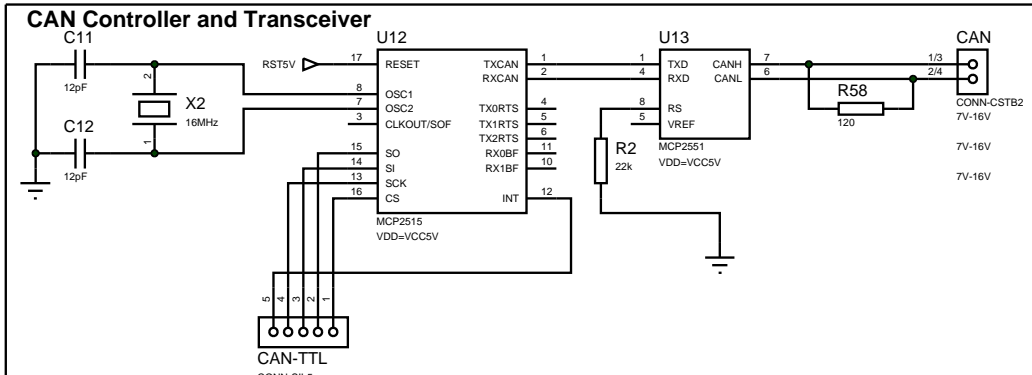 CAN Controller and Transceiver
C11
12pF
C12
12pF
2
1
X2
16MHz
RST5V
U12
17 RESET
8 OSC1
7 OSC2
3 CLKOUT/SOF
15 SO
14 SI
13 SCK
16 CS
TXCAN 1
RXCAN 2
TX0RTS 4
TX1RTS 5
TX2RTS 6
RX0BF 11
RX1BF 10
INT 12
MCP2515
VDD=VCC5V
U13
1 TXD
4 RXD
8 RS
5 VREF
CANH 7
CANL 6
MCP2551
VDD=VCC5V
R2
22k
R58
120
CAN
1/3
2/4
CONN-CSTB2
7V-16V
7V-16V
7V-16V
5 4 3 2 1
CAN-TTL